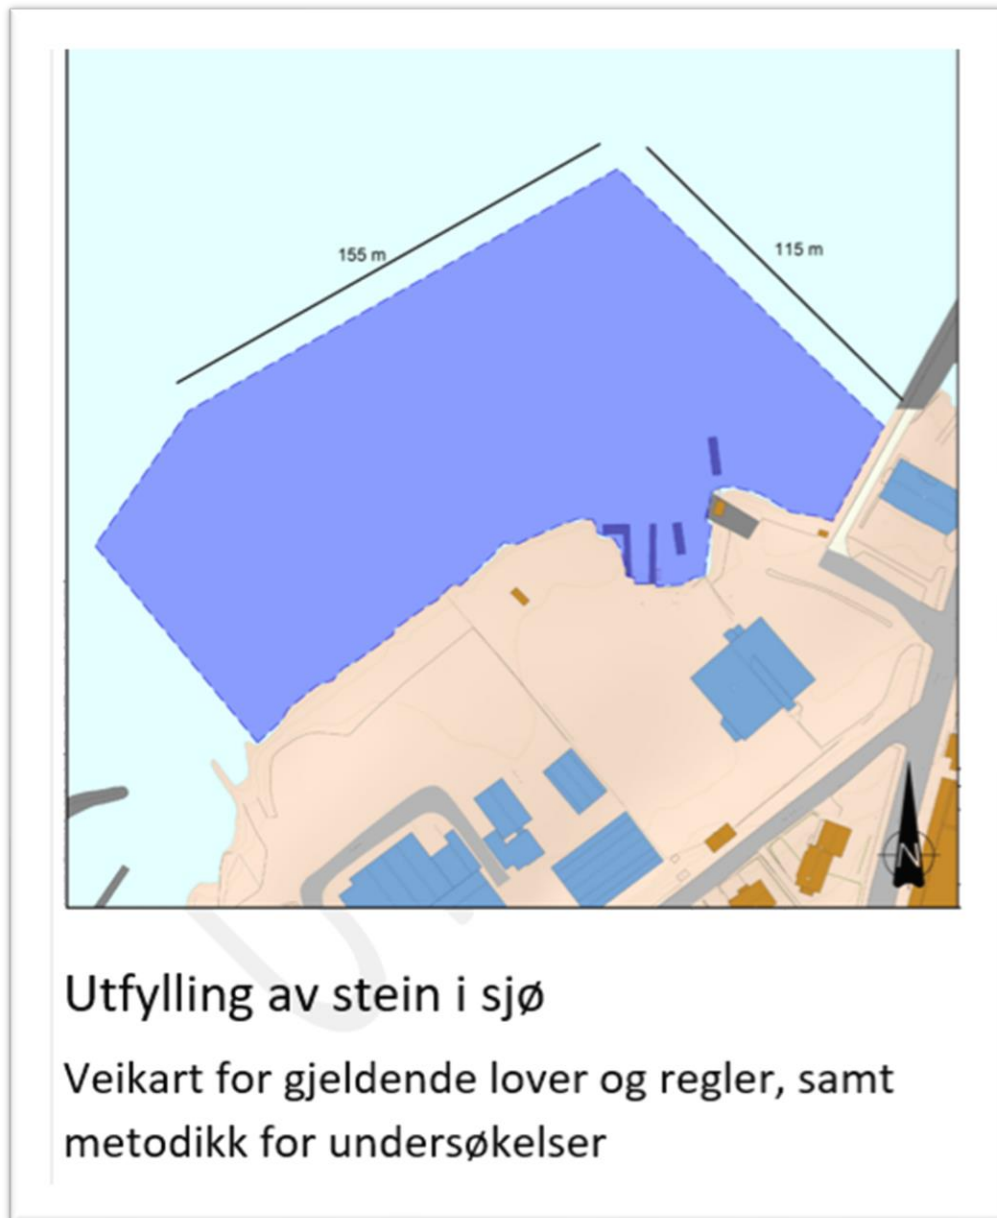 155 m
115 m
N
Utfylling av stein i sjø
Veikart for gjeldende lover og regler, samt
metodikk for undersøkelser